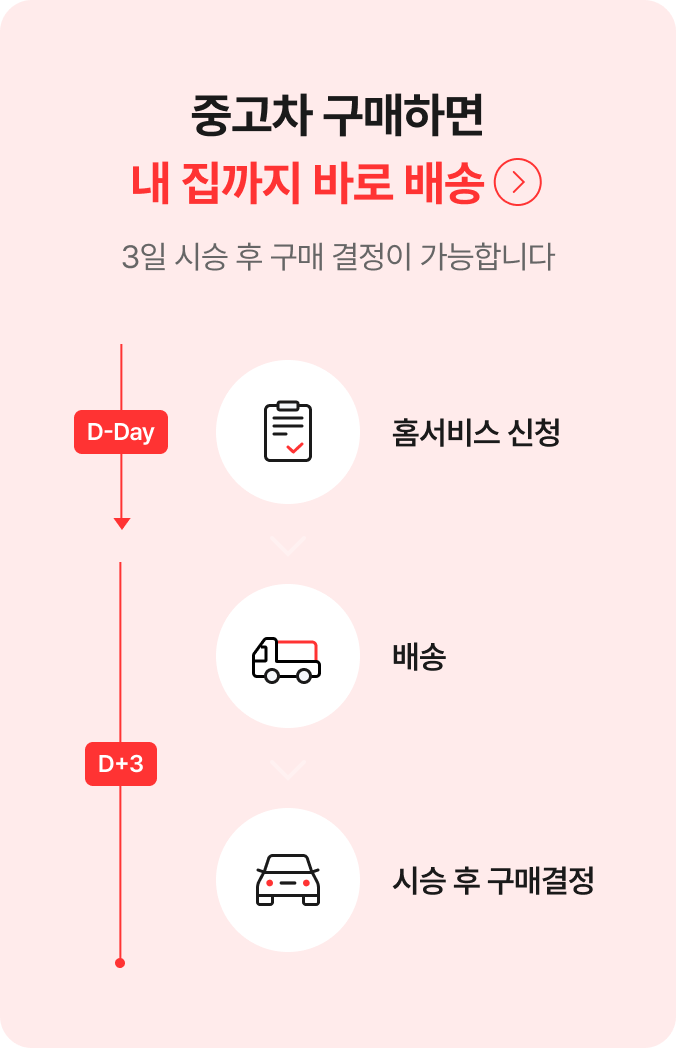 중고차 구매하면
내 집까지 바로 배송
3일 시승 후 구매 결정이 가능합니다
D-Day
홈서비스 신청
배송
D+3
시승 후 구매결정